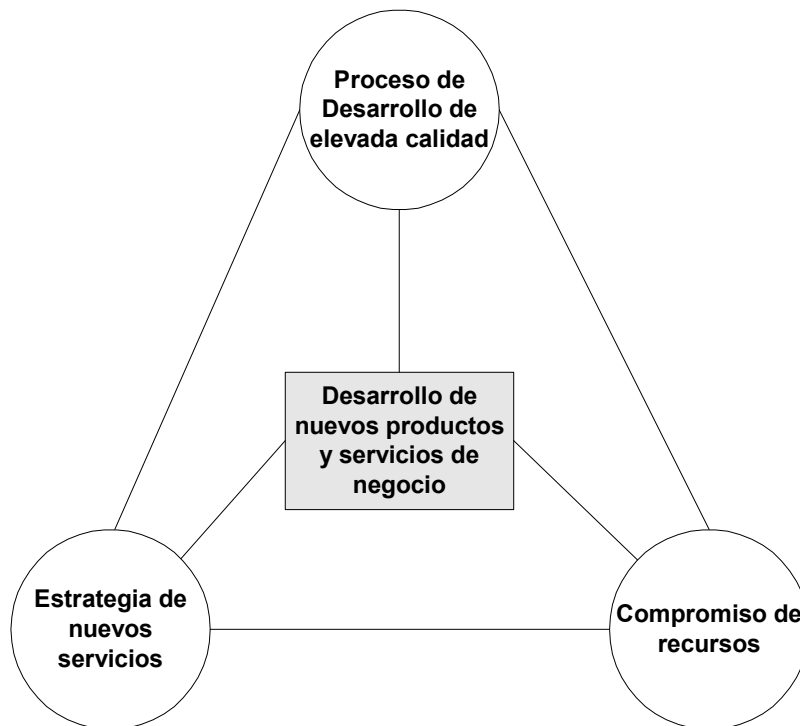 Proceso de
Desarrollo de
elevada calidad
Desarrollo de
nuevos productos
y servicios de
negocio
Estrategia de
nuevos
servicios
Compromiso de
recursos